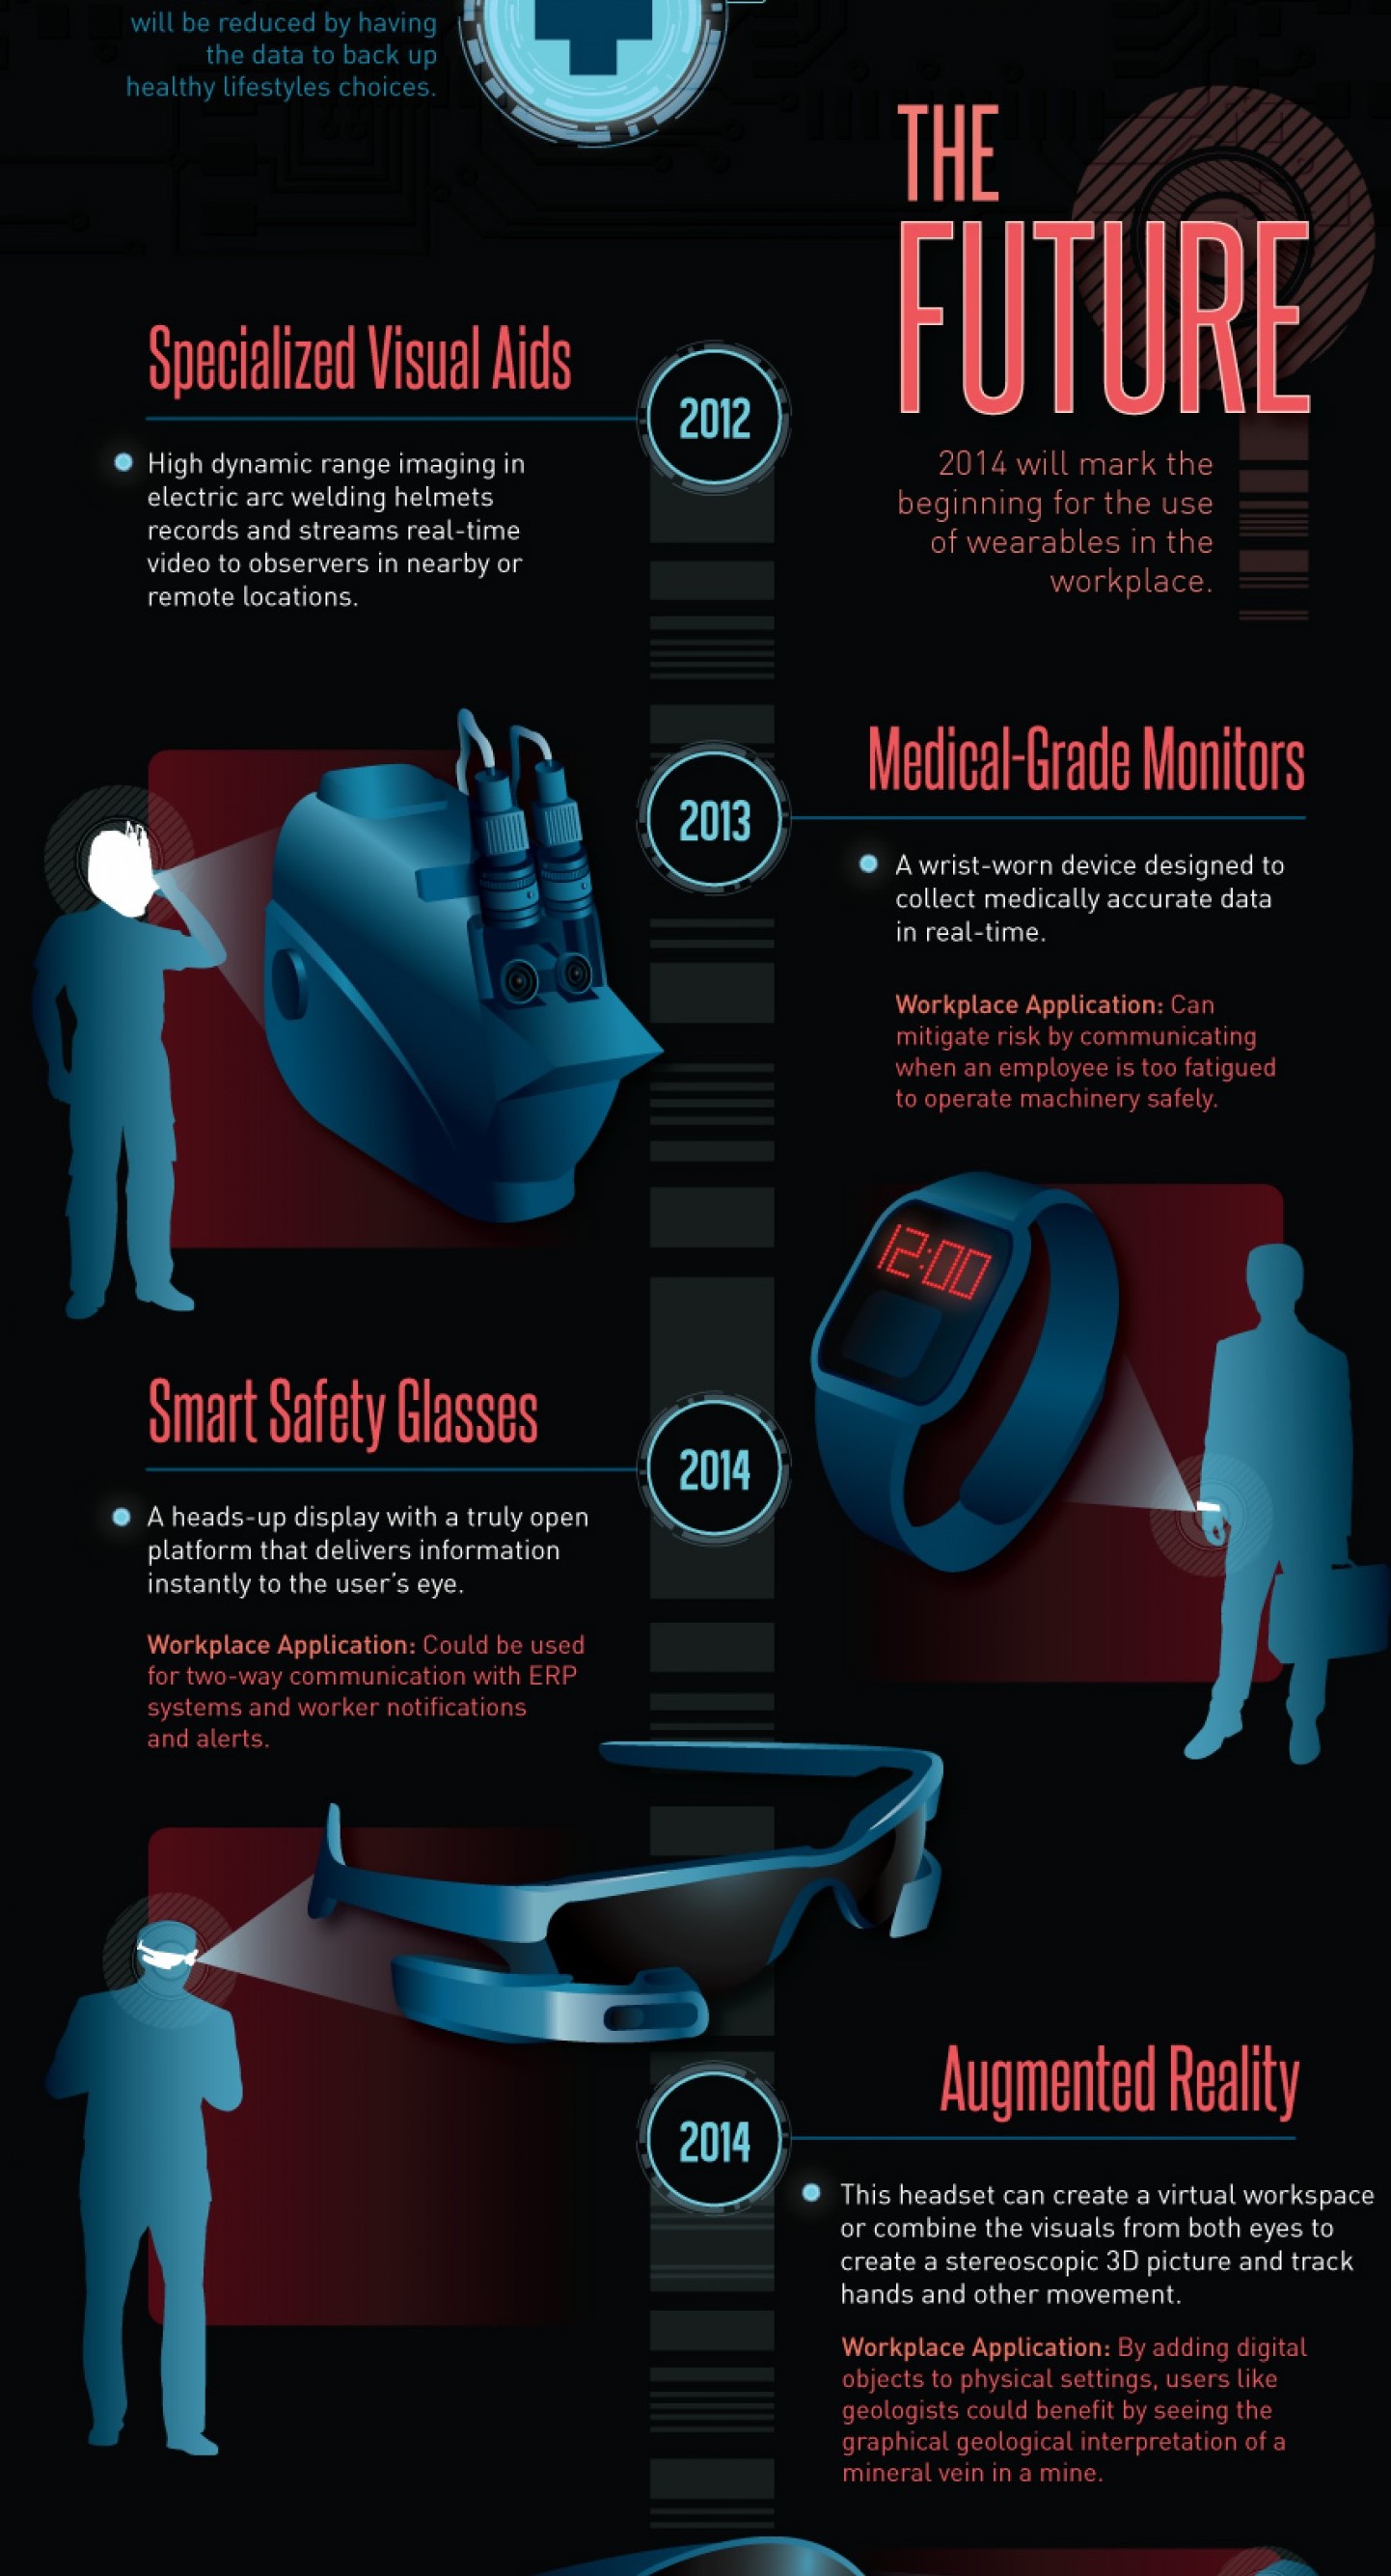 will be reduced by having
the data to back up
healthy lifestyles choices.
THE
FUTURE
2014 will mark the
beginning for the use
of wearables in the
workplace.
Specialized Visual Aids
2012
High dynamic range imaging in
electric arc welding helmets
records and streams real-time
video to observers in nearby or
remote locations.
Medical-Grade Monitors
2013
A wrist-worn device designed to
collect medically accurate data
in real-time.
Workplace Application: Can
mitigate risk by communicating
when an employee is too fatigued
to operate machinery safely.
12:00
Smart Safety Glasses
2014
A heads-up display with a truly open
platform that delivers information
instantly to the user's eye.
Workplace Application: Could be used
for two-way communication with ERP
systems and worker notifications
and alerts.
Augmented Reality
2014
This headset can create a virtual workspace
or combine the visuals from both eyes to
create a stereoscopic 3D picture and track
hands and other movement.
Workplace Application: By adding digital
objects to physical settings, users like
geologists could benefit by seeing the
graphical geological interpretation of a
mineral vein in a mine.